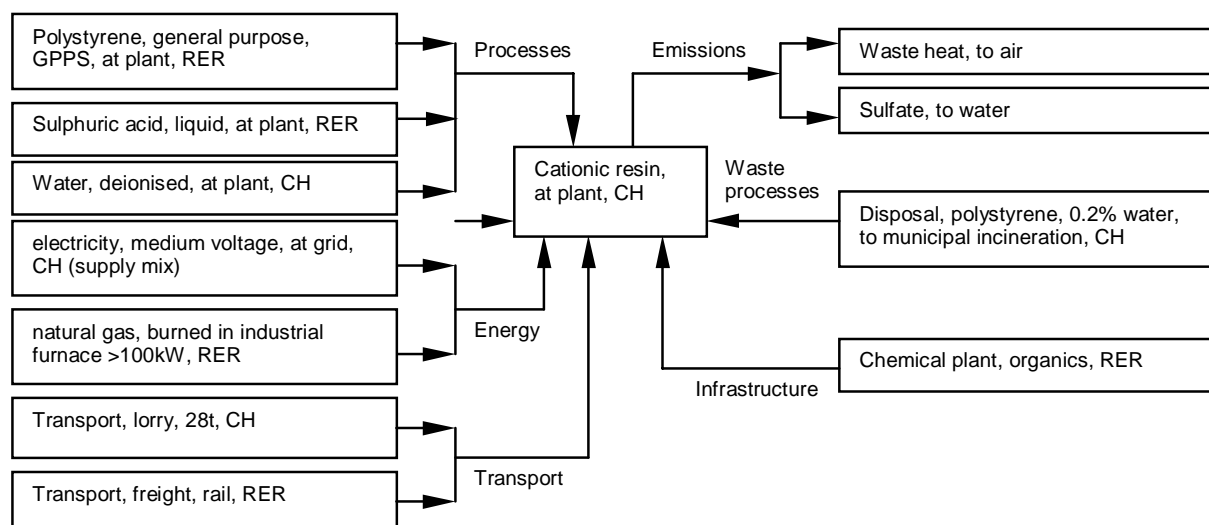 Polystyrene, general purpose,
GPPS, at plant, RER
Sulphuric acid, liquid, at plant, RER
Water, deionised, at plant, CH
electricity, medium voltage, at grid,
CH (supply mix)
natural gas, burned in industrial
furnace >100kW, RER
Transport, lorry, 28t, CH
Transport, freight, rail, RER
Processes
Energy
Transport
Cationic resin,
at plant, CH
Emissions
Waste
processes
Infrastructure
Waste heat, to air
Sulfate, to water
Disposal, polystyrene, 0.2% water,
to municipal incineration, CH
Chemical plant, organics, RER